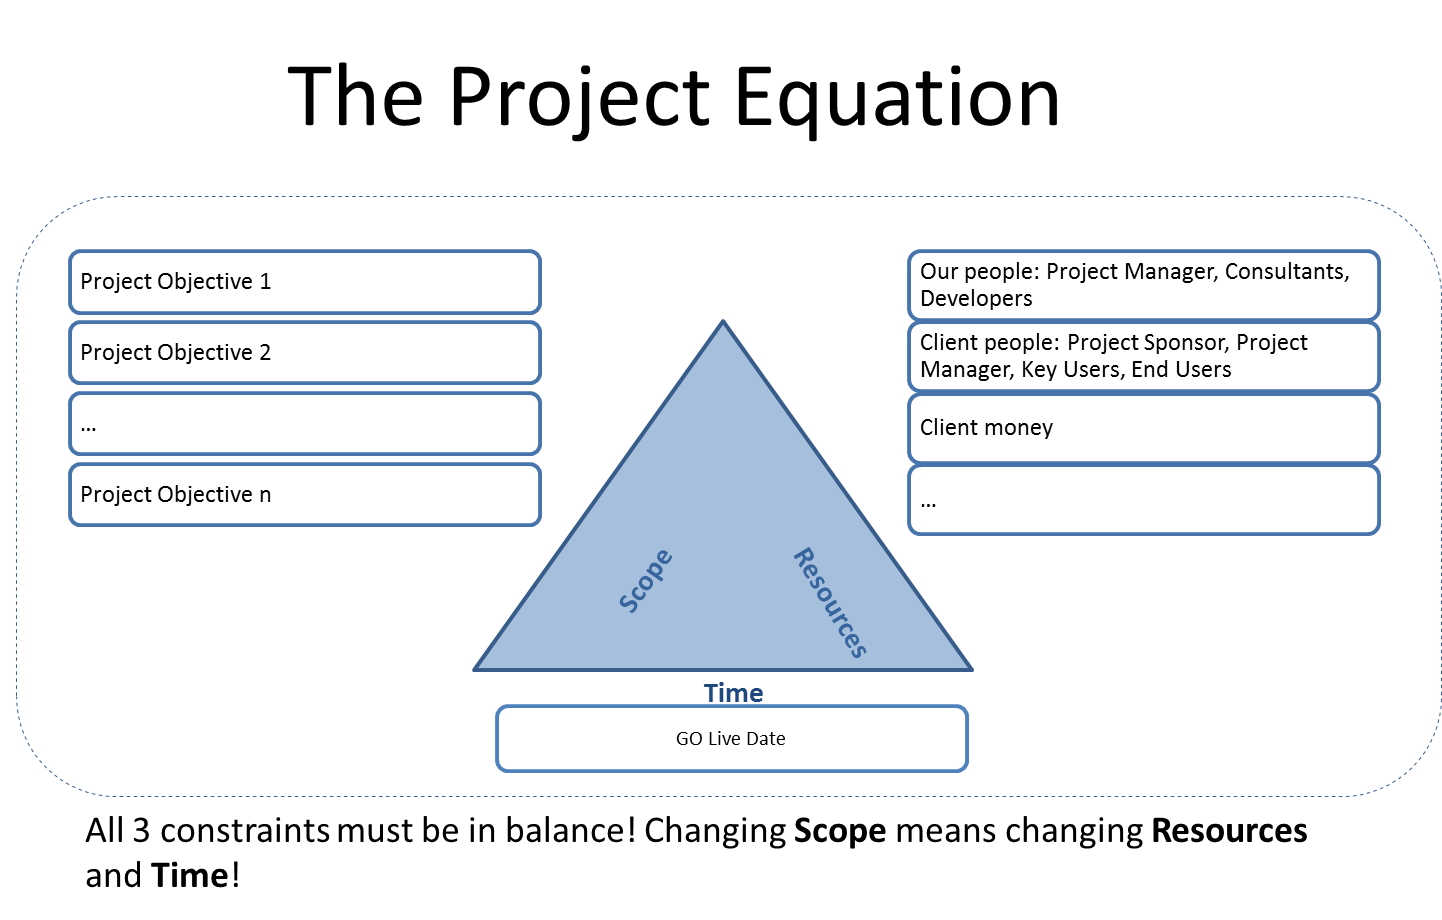 The Project Equation
Project Objective 1
Project Objective 2
...
Project Objective n
Our people: Project Manager, Consultants,
Developers
Client people: Project Sponsor, Project
Manager, Key Users, End Users
Client money
...
Scope
Resources
Time
GO Live Date
All 3 constraints must be in balance! Changing Scope means changing Resources
and Time!